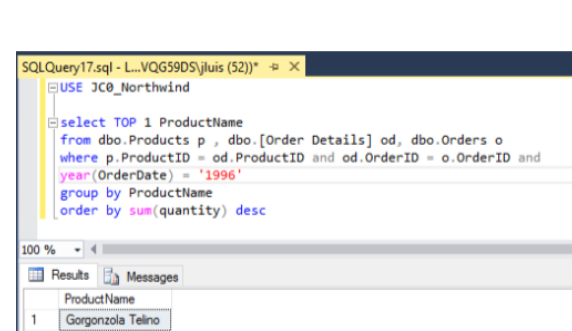 SQLQuery17.sql - L...VQG59DS\jluis (52))*
USE JC0_Northwind
select TOP 1 ProductName
from dbo.Products p , dbo.[Order Details] od, dbo.Orders o
where p.ProductID = od.ProductID and od.OrderID = o.OrderID and
year(OrderDate) = '1996'
group by ProductName
order by sum(quantity) desc
100 %
Results Messages
ProductName
1 Gorgonzola Telino